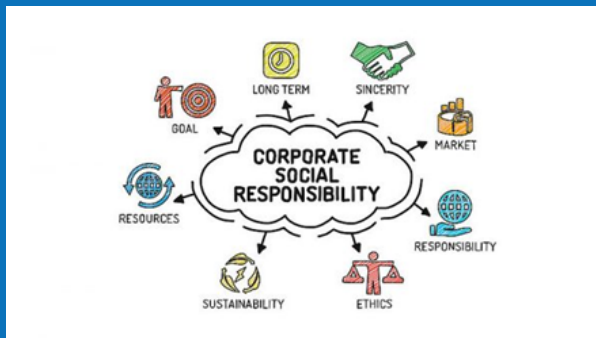 LONG TERM
SINCERITY
GOAL
MARKET
CORPORATE
SOCIAL
RESPONSIBILITY
RESOURCES
RESPONSIBILITY
SUSTAINABILITY
ETHICS